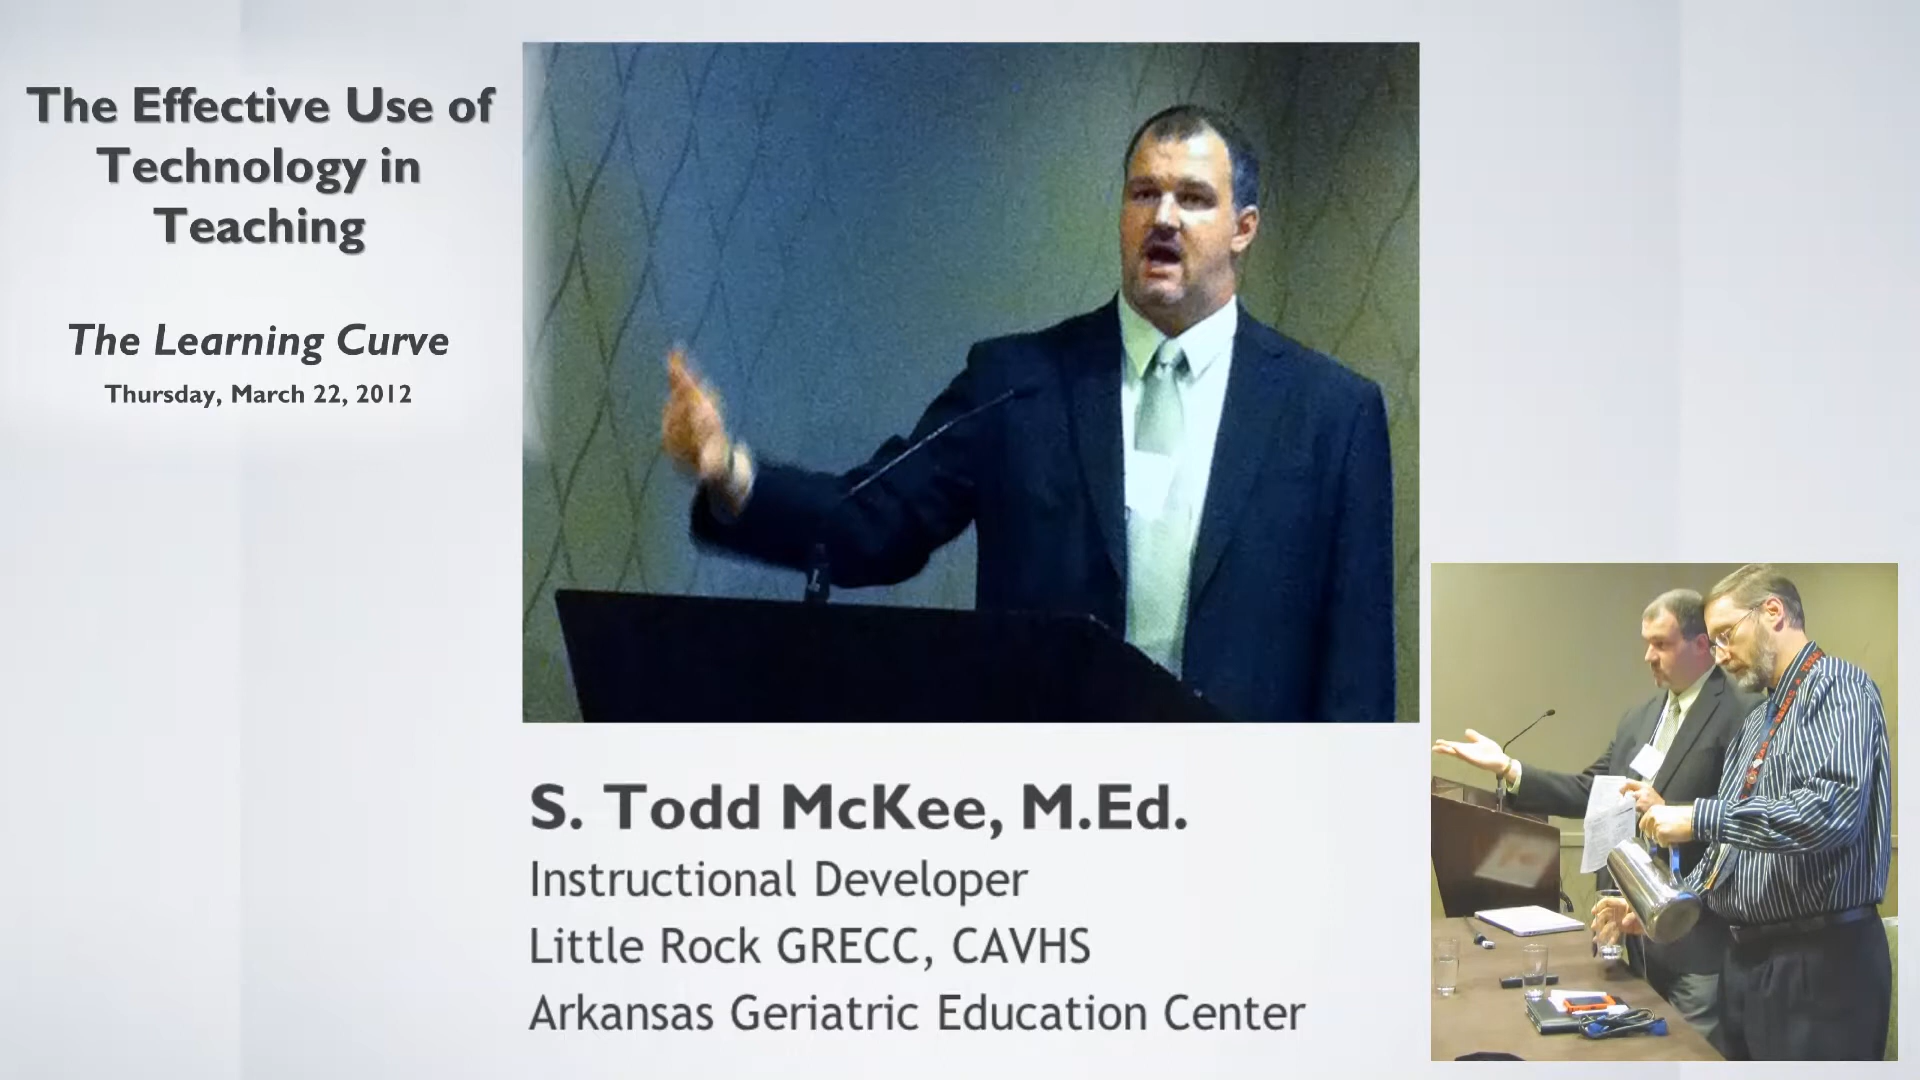 The Effective Use of
Technology in
Teaching
The Learning Curve
Thursday, March 22, 2012
S. Todd McKee, M.Ed.
Instructional Developer
Little Rock GRECC, CAVHS
Arkansas Geriatric Education Center